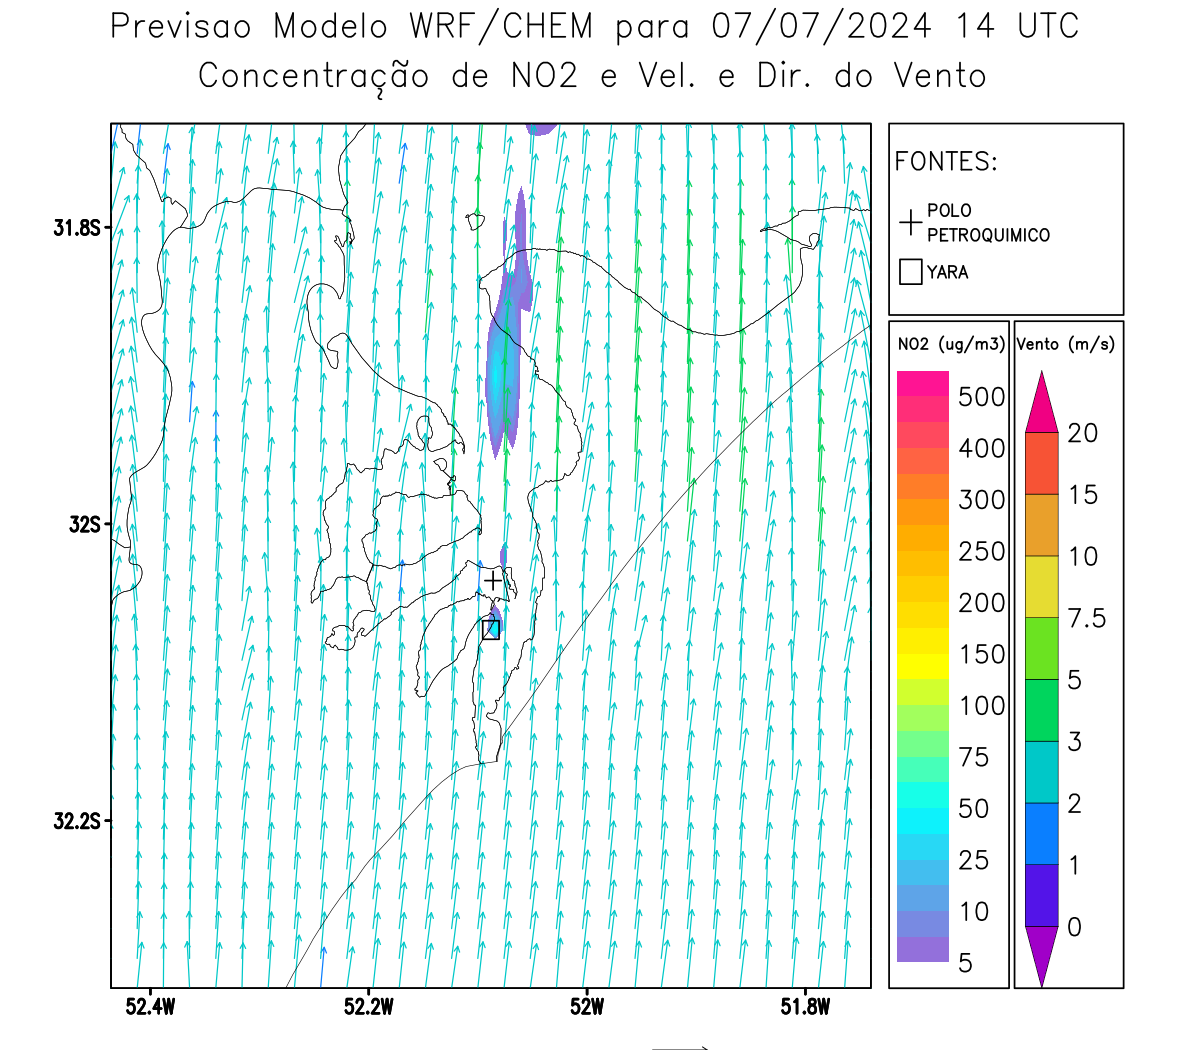 Previsao Modelo WRF/CHEM para 07/07/2024 14 UTC
Concentração de NO2 e Vel. e Dir. do Vento
FONTES:
POLO
PETROQUIMICO
YARA
31.8S
32S
32.2S
52.4W
52.2W
52W
51.8W
NO2 (ug/m3)
500
400
300
250
200
150
100
75
50
25
10
5
Vento (m/s)
20
15
10
7.5
5
3
2
1
0